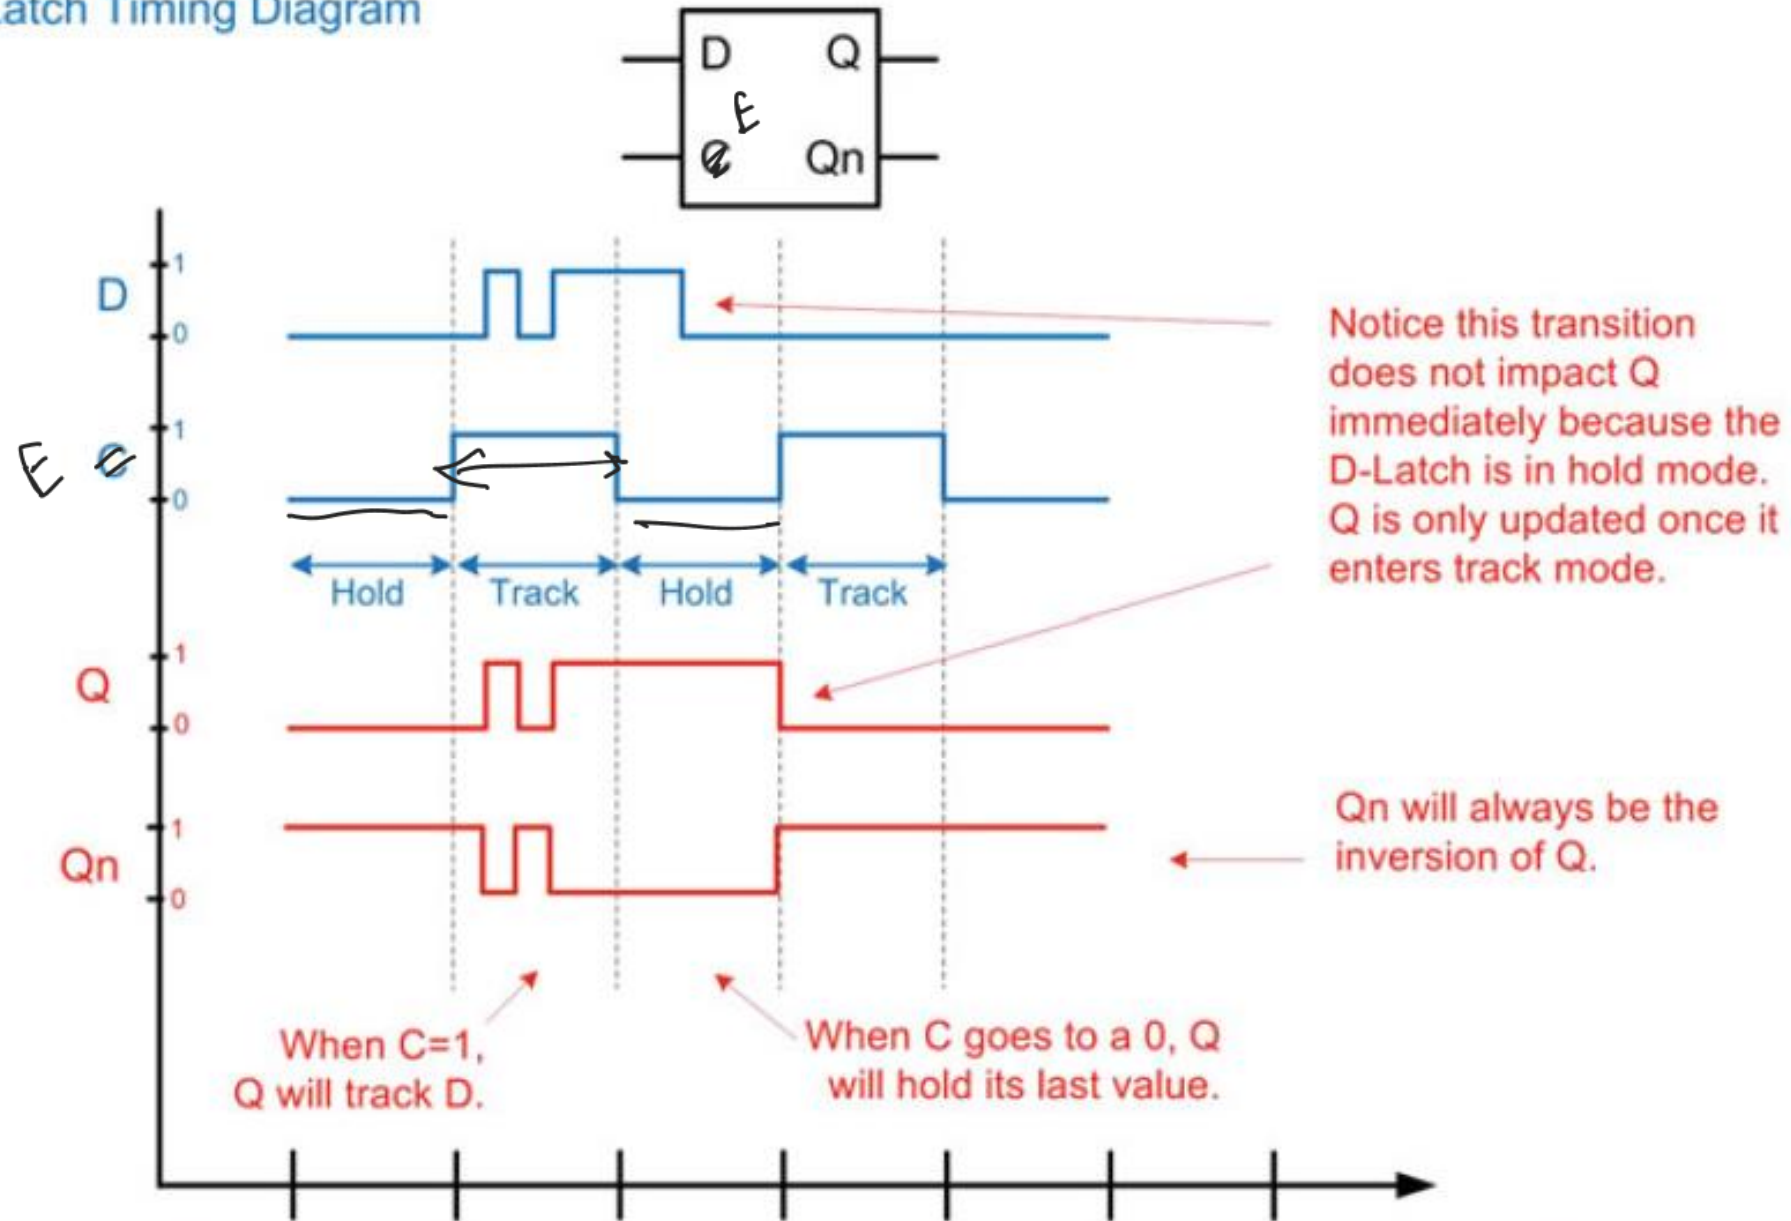 Latch Timing Diagram
D Q
E
C Qn
D 1
0
E C 1
0
Hold Track Hold Track
Q 1
0
Qn 1
0
Notice this transition
does not impact Q
immediately because the
D-Latch is in hold mode.
Q is only updated once it
enters track mode.
Qn will always be the
inversion of Q.
When C=1,
Q will track D.
When C goes to a 0, Q
will hold its last value.